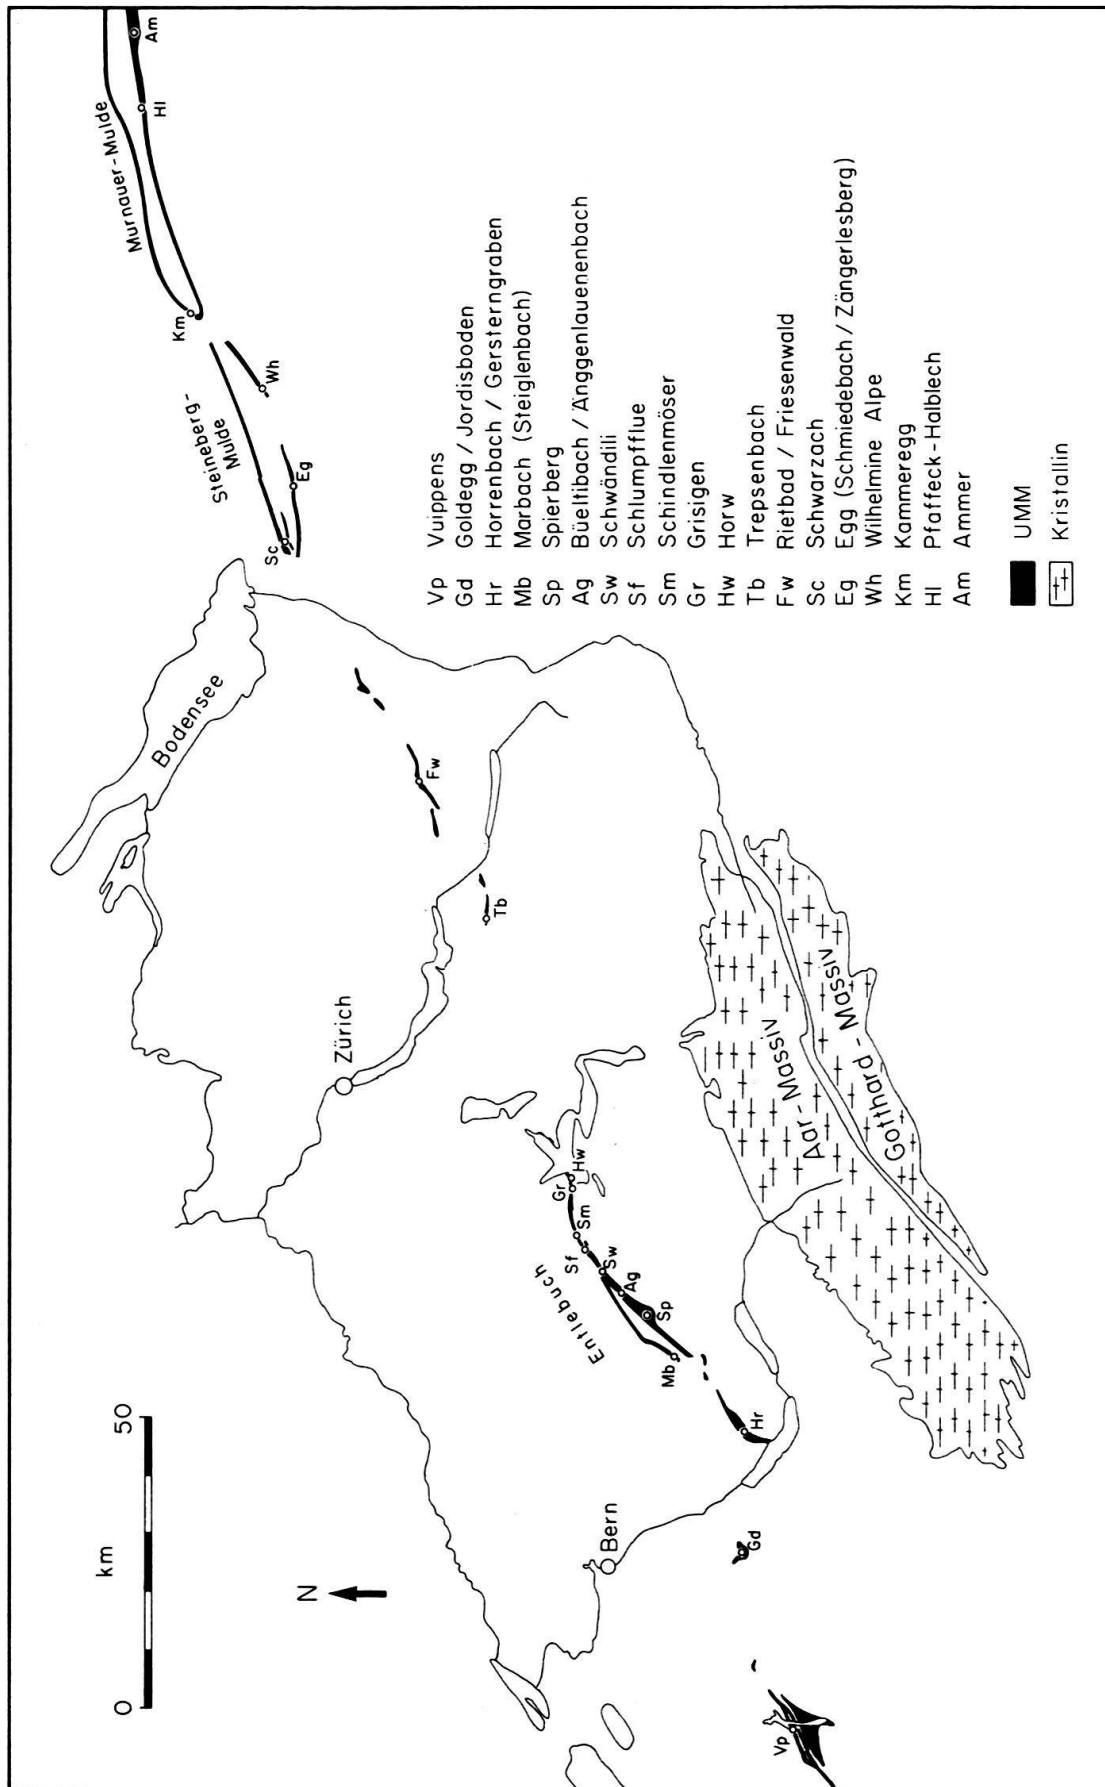 0
km
50
N
Vp
Gd
Bern
Hr
Mb
Sp
Ag
Sw
Sf
Sm
Gr
Hw
Entlebuch
Zürich
Tb
Fw
Bodensee
Aar-Massiv
Gotthard-Massiv
Sc
Eg
Steineberg-
Mulde
Wh
Km
Murnauer-Mulde
Hl
Am
Vp Vuippens
Gd Goldegg / Jordisboden
Hr Horrenbach / Gersterngraben
Mb Marbach (Steiglenbach)
Sp Spierberg
Ag Büeltibach / Änggenlauenenbach
Sw Schwändili
Sf Schlumpfflue
Sm Schindlenmöser
Gr Grisigen
Hw Horw
Tb Trepsenbach
Fw Rietbad / Friesenwald
Sc Schwarzach
Eg Egg (Schmiedebach / Zängerlesberg)
Wh Wilhelmine Alpe
Km Kammeregg
Hl Pfaffeck-Halblech
Am Ammer
UMM
Kristallin